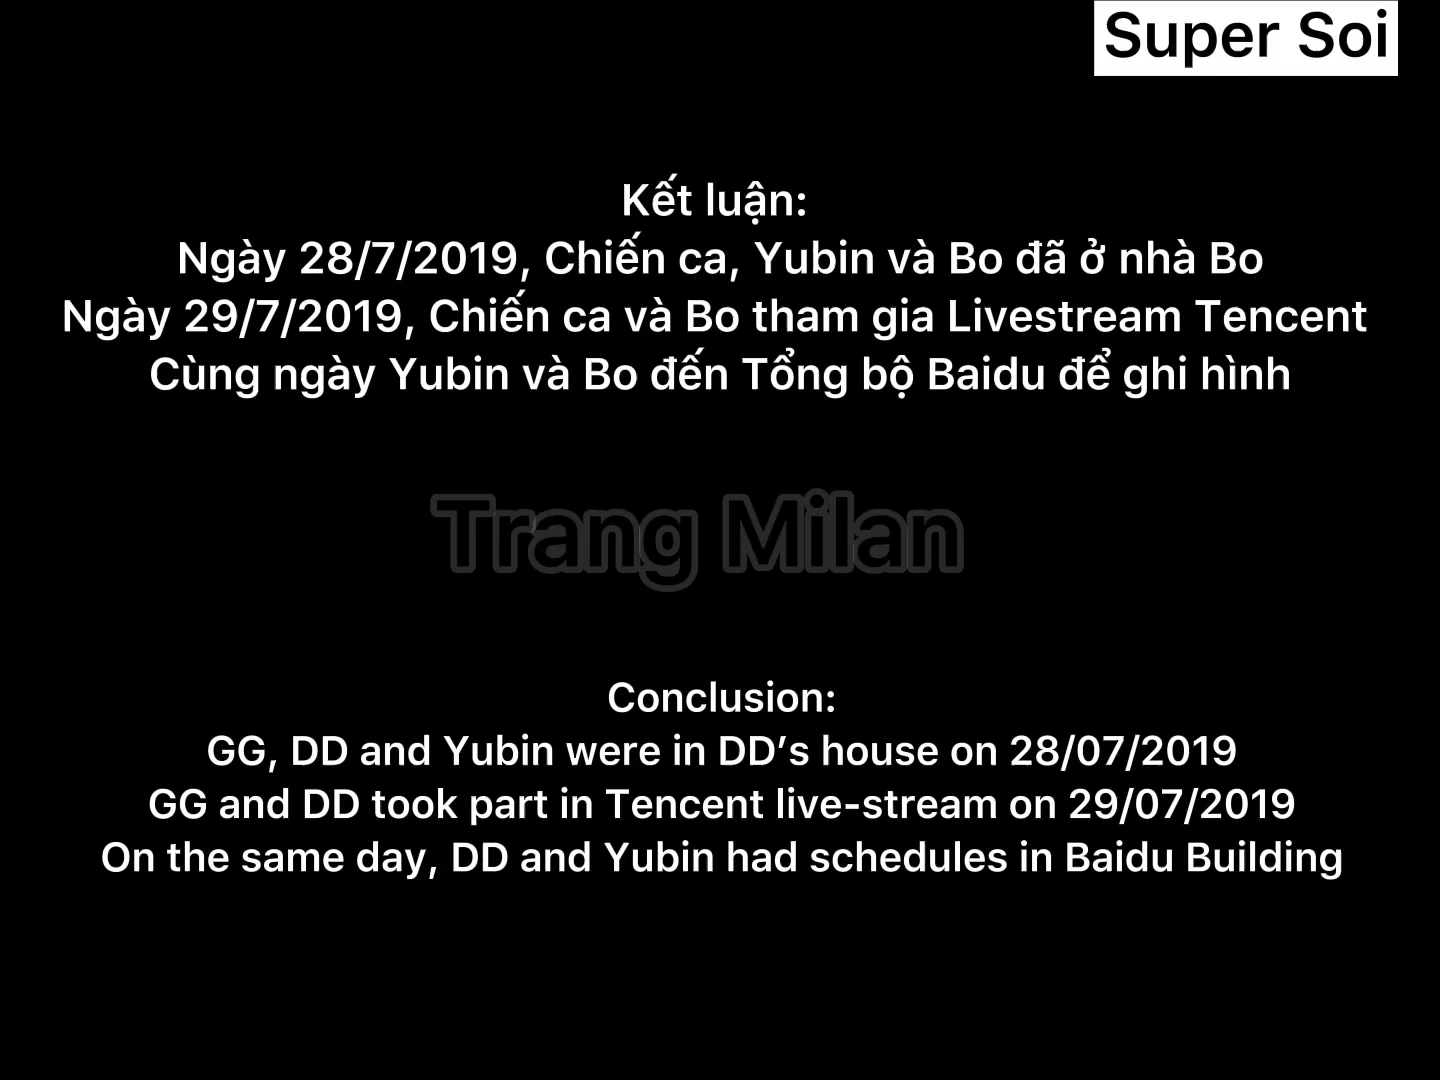 Super Soi
Kết luận:
Ngày 28/7/2019, Chiến ca, Yubin và Bo đã ở nhà Bo
Ngày 29/7/2019, Chiến ca và Bo tham gia Livestream Tencent
Cùng ngày Yubin và Bo đến Tổng bộ Baidu để ghi hình
Trang Milan
Conclusion:
GG, DD and Yubin were in DD’s house on 28/07/2019
GG and DD took part in Tencent live-stream on 29/07/2019
On the same day, DD and Yubin had schedules in Baidu Building